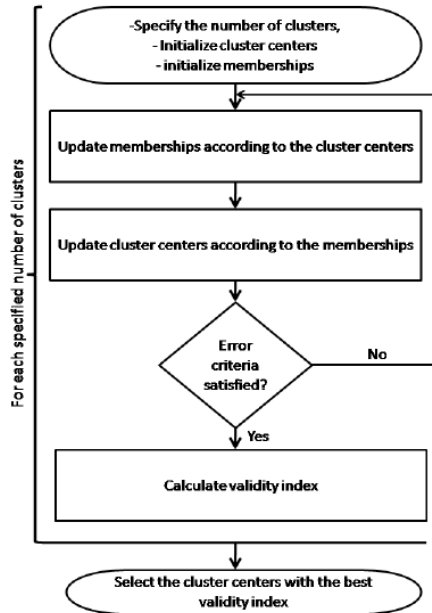 -Specify the number of clusters,
- Initialize cluster centers
- initialize memberships
Update memberships according to the cluster centers
Update cluster centers according to the memberships
Error
criteria
satisfied?
No
Yes
Calculate validity index
For each specified number of clusters
Select the cluster centers with the best
validity index